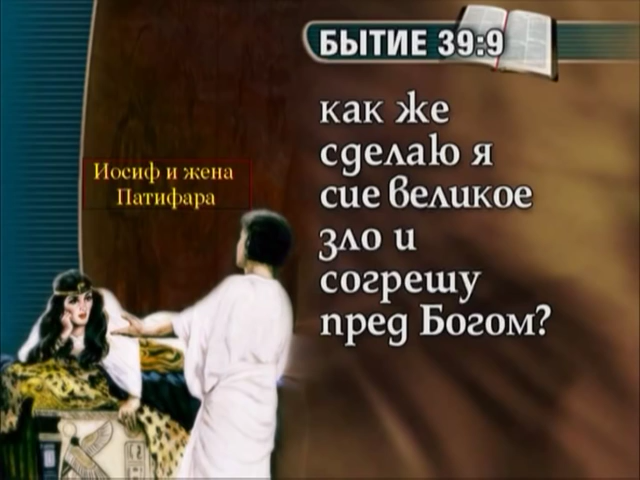 БЫТИЕ 39:9
как же
сделаю я
сие великое
зло и
согрешу
пред Богом?
Иосиф и жена
Патифара